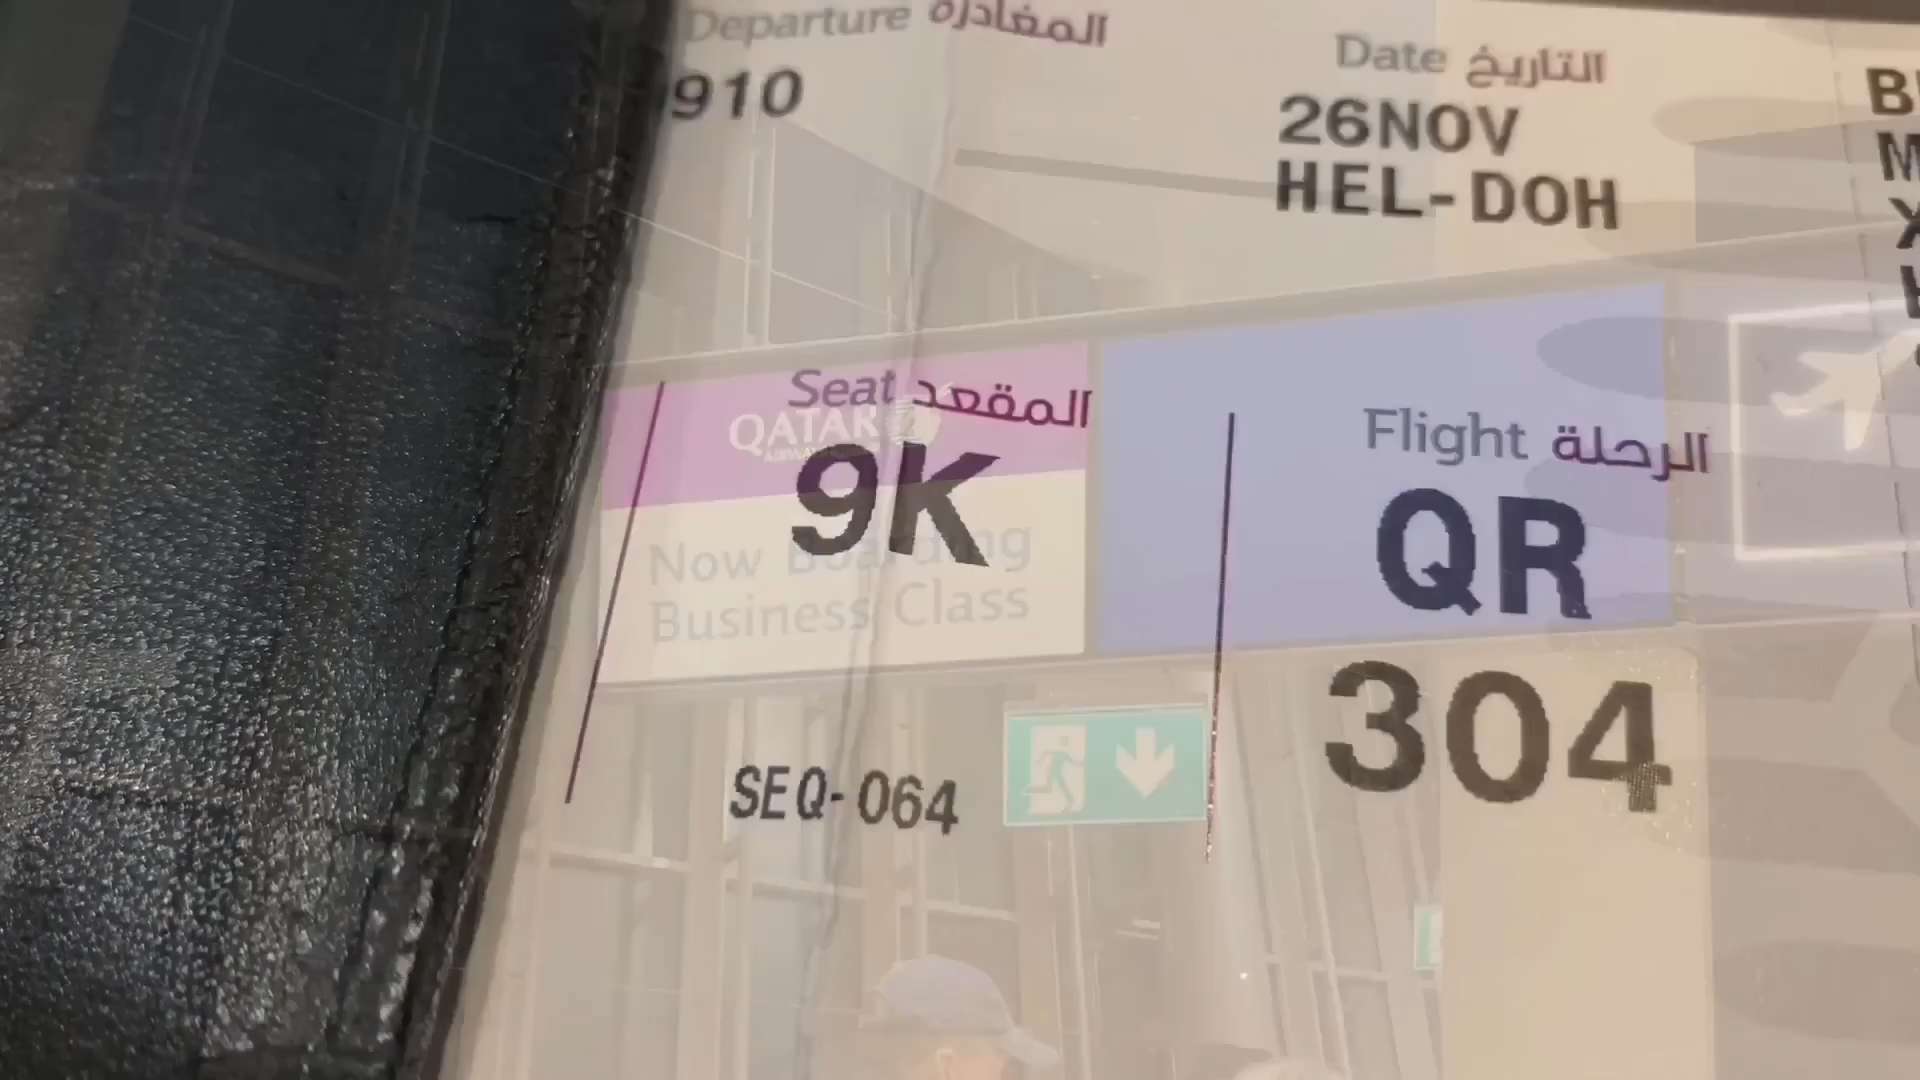 Departure المغادرة
910
Date التاريخ
26NOV
HEL-DOH
Seat المقعد
9K
QATAR
AIRWAYS
Now Boarding
Business Class
SEQ-064
Flight الرحلة
QR
304